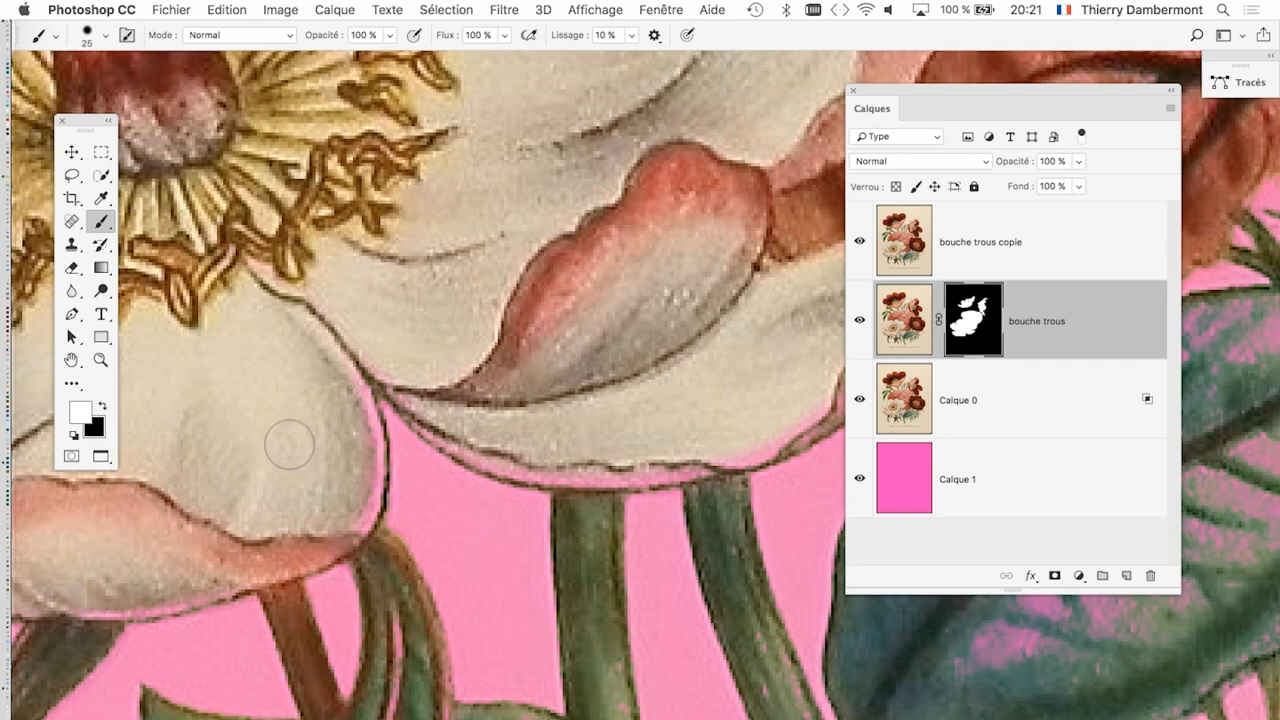 Photoshop CC Fichier Edition Image Calque Texte Sélection Filtre 3D Affichage Fenêtre Aide 100 % 20:21 Thierry Dambermont
25 Mode : Normal Opacité : 100 % Flux : 100 % Lissage : 10 %
Tracés
Calques
Type
Normal Opacité : 100 %
Verrou : Fond : 100 %
bouche trous copie
bouche trous
Calque 0
Calque 1
fx